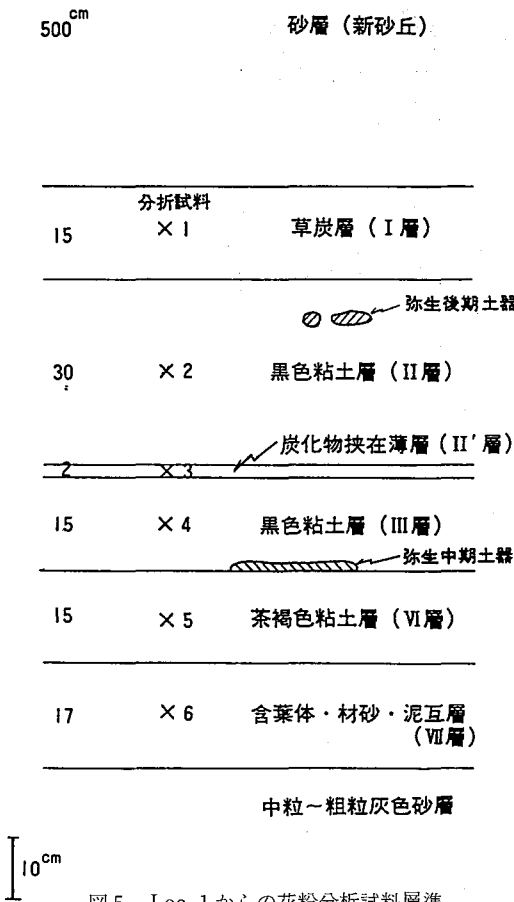 500cm 砂層（新砂丘）
分折試料
15 ×1 草炭層（Ⅰ層）
弥生後期土器
30 ×2 黒色粘土層（II層）
炭化物挟在薄層（II′層）
2 ×3
15 ×4 黒色粘土層（Ⅲ層）
弥生中期土器
15 ×5 茶褐色粘土層（Ⅵ層）
17 ×6 含葉体・材砂・泥互層
（Ⅶ層）
中粒～粗粒灰色砂層
10cm
図5 Loc.1からの花粉分析試料層準